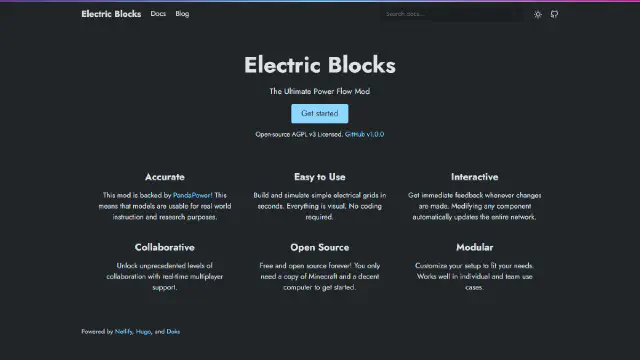 Electric Blocks Docs Blog Search docs...
Electric Blocks
The Ultimate Power Flow Mod
Get started
Open-source AGPL v3 Licensed. GitHub v1.0.0
Accurate
This mod is backed by PandaPower! This
means that models are usable for real world
instruction and research purposes.
Easy to Use
Build and simulate simple electrical grids in
seconds. Everything is visual. No coding
required.
Interactive
Get immediate feedback whenever changes
are made. Modifying any component
automatically updates the entire network.
Collaborative
Unlock unprecedented levels of
collaboration with real-time multiplayer
support.
Open Source
Free and open source forever! You only
need a copy of Minecraft and a decent
computer to get started.
Modular
Customize your setup to fit your needs.
Works well in individual and team use
cases.
Powered by Netlify, Hugo, and Doks